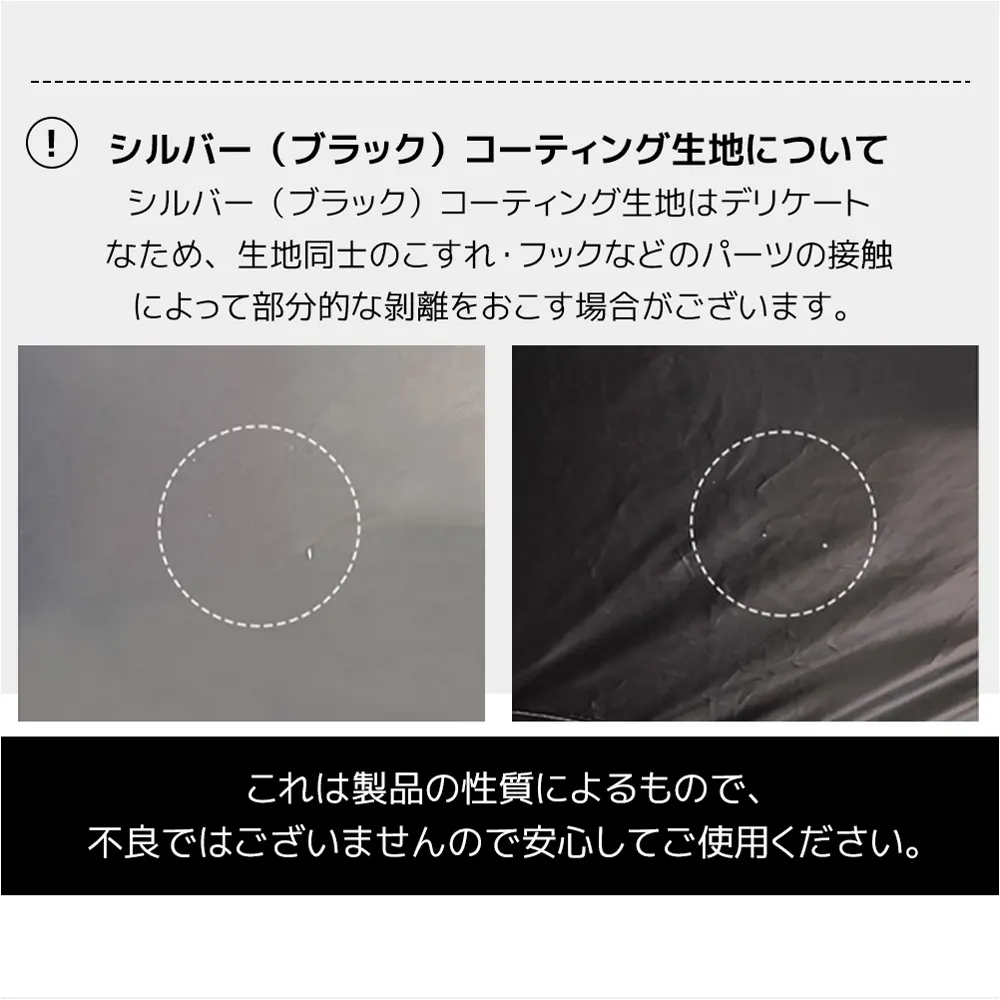 !
シルバー（ブラック）コーティング生地について
シルバー（ブラック）コーティング生地はデリケート
なため、生地同士のこすれ・フックなどのパーツの接触
によって部分的な剥離をおこす場合がございます。
これは製品の性質によるもので、
不良ではございませんので安心してご使用ください。